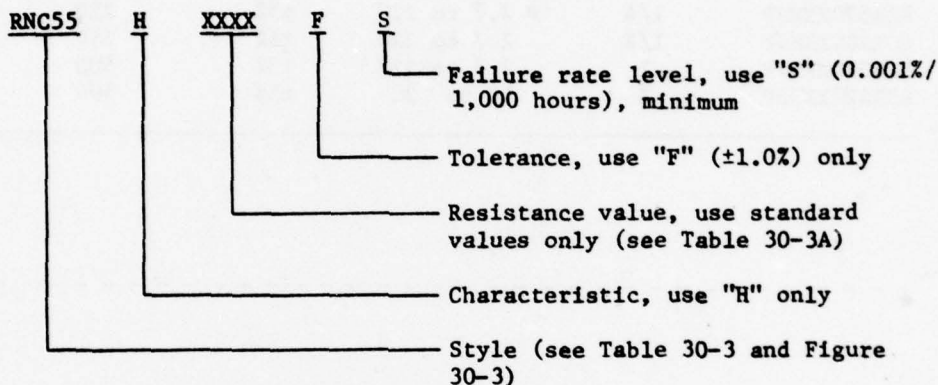 RNC55 H XXXX F S
Failure rate level, use "S" (0.001%/
1,000 hours), minimum
Tolerance, use "F" (±1.0%) only
Resistance value, use standard
values only (see Table 30-3A)
Characteristic, use "H" only
Style (see Table 30-3 and Figure
30-3)